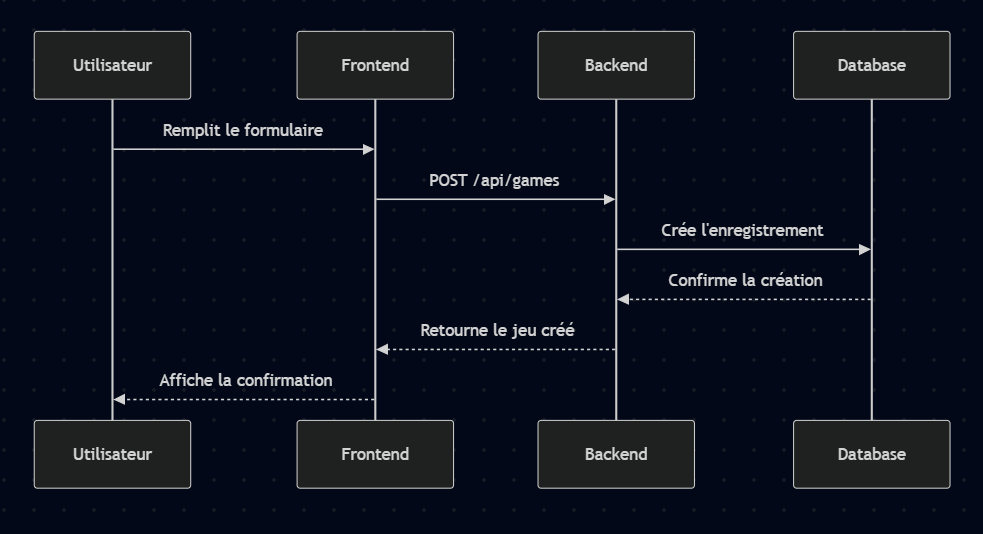 Utilisateur
Frontend
Backend
Database
Remplit le formulaire
POST /api/games
Crée l'enregistrement
Confirme la création
Retourne le jeu créé
Affiche la confirmation
Utilisateur
Frontend
Backend
Database